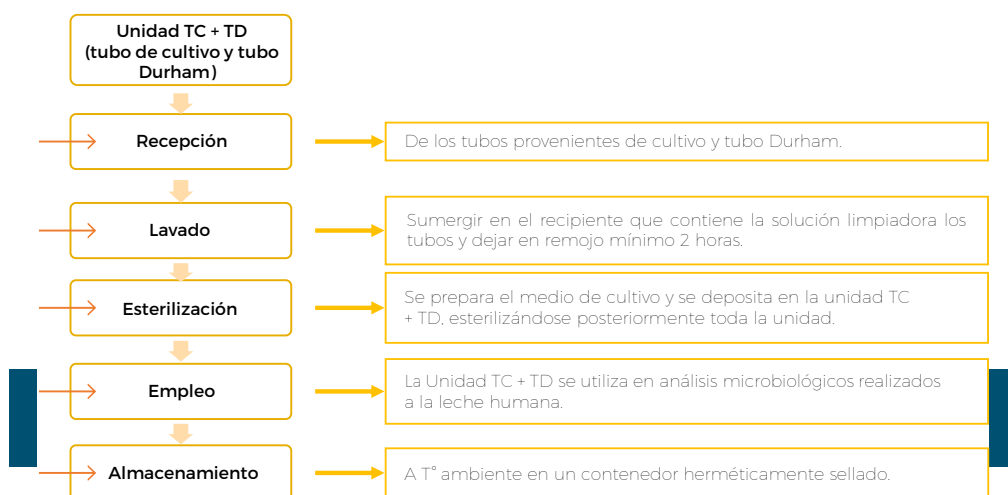 Unidad TC + TD
(tubo de cultivo y tubo
Durham)
Recepción
De los tubos provenientes de cultivo y tubo Durham.
Lavado
Sumergir en el recipiente que contiene la solución limpiadora los
tubos y dejar en remojo mínimo 2 horas.
Esterilización
Se prepara el medio de cultivo y se deposita en la unidad TC
+ TD, esterilizándose posteriormente toda la unidad.
Empleo
La Unidad TC + TD se utiliza en análisis microbiológicos realizados
a la leche humana.
Almacenamiento
A T° ambiente en un contenedor herméticamente sellado.